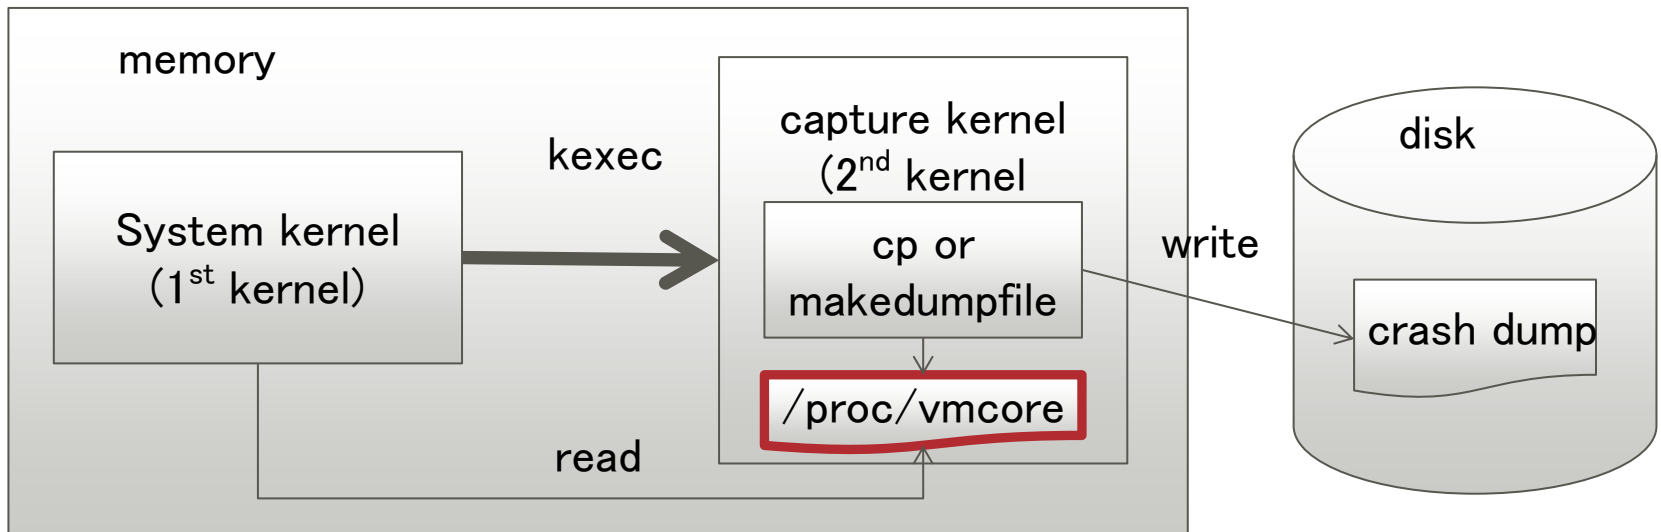 memory
System kernel
(1st kernel)
kexec
capture kernel
(2nd kernel
cp or
makedumpfile
/proc/vmcore
read
write
disk
crash dump